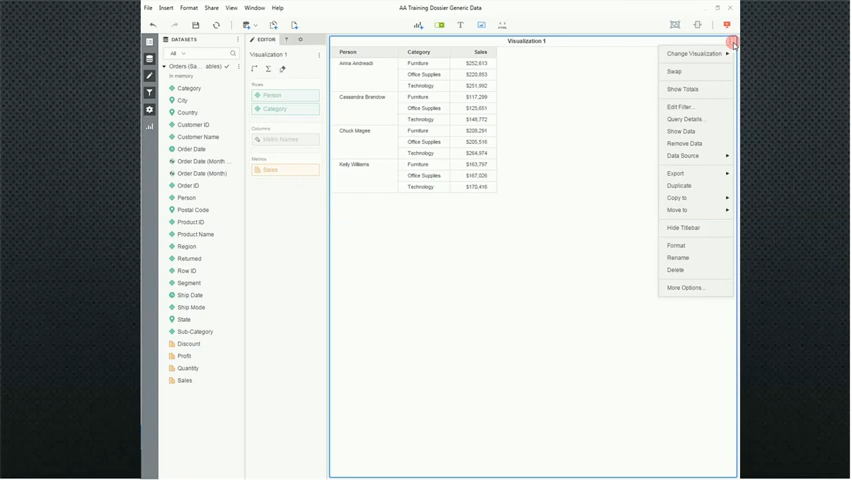 File Insert Format Share View Window Help
AA Training Dossier Generic Data
DATASETS
All
Orders (Sa... ables)
In memory
Category
City
Country
Customer ID
Customer Name
Order Date
Order Date (Month ...
Order Date (Month)
Order ID
Person
Postal Code
Product ID
Product Name
Region
Returned
Row ID
Segment
Ship Date
Ship Mode
State
Sub-Category
Discount
Profit
Quantity
Sales
EDITOR
Visualization 1
Rows
Person
Category
Columns
Metric Names
Metrics
Sales
Visualization 1
Person Category Sales
Anna Andreadi Furniture $252,613
Office Supplies $220,853
Technology $251,992
Cassandra Brandow Furniture $117,299
Office Supplies $125,651
Technology $148,772
Chuck Magee Furniture $208,291
Office Supplies $205,516
Technology $264,974
Kelly Williams Furniture $163,797
Office Supplies $167,026
Technology $170,416
Change Visualization
Swap
Show Totals
Edit Filter...
Query Details...
Show Data
Remove Data
Data Source
Export
Duplicate
Copy to
Move to
Hide Titlebar
Format
Rename
Delete
More Options...